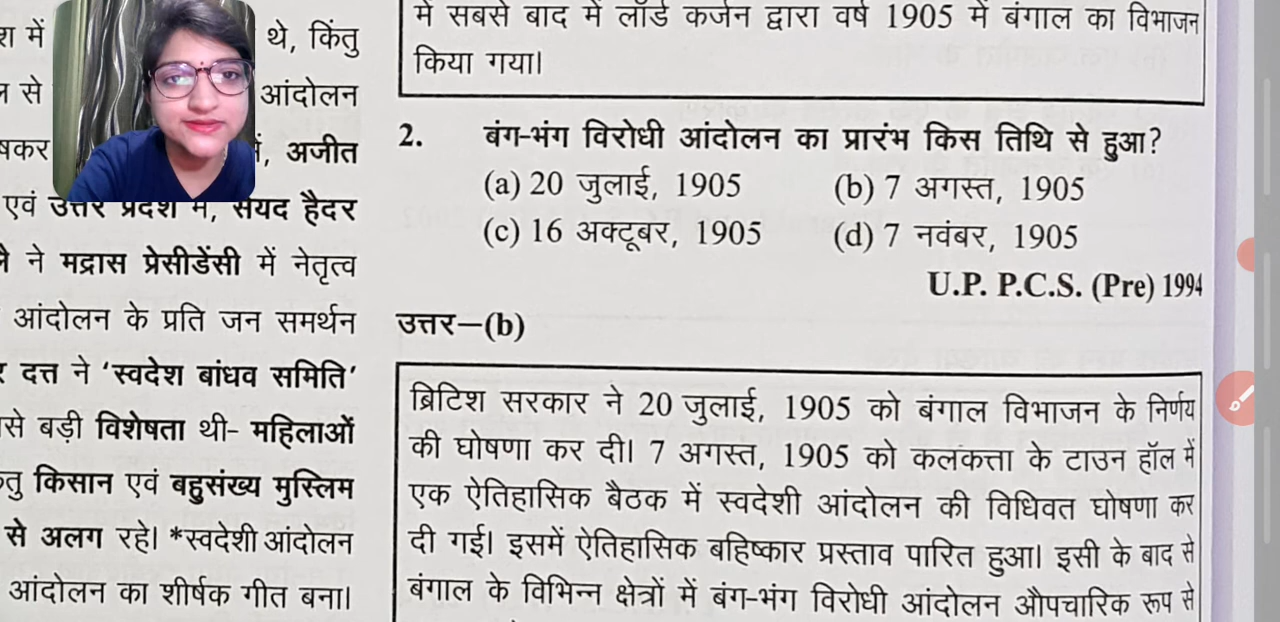 श में थे, किंतु
से आंदोलन
षकर अजीत
एवं उत्तर प्रदेश में, सैयद हैदर
ने मद्रास प्रेसीडेंसी में नेतृत्व
आंदोलन के प्रति जन समर्थन
दत्त ने ‘स्वदेश बांधव समिति’
से बड़ी विशेषता थी- महिलाओं
किसान एवं बहुसंख्य मुस्लिम
से अलग रहे। *स्वदेशी आंदोलन
आंदोलन का शीर्षक गीत बना।
में सबसे बाद में लॉर्ड कर्जन द्वारा वर्ष 1905 में बंगाल का विभाजन
किया गया।
2. बंग-भंग विरोधी आंदोलन का प्रारंभ किस तिथि से हुआ?
(a) 20 जुलाई, 1905 (b) 7 अगस्त, 1905
(c) 16 अक्टूबर, 1905 (d) 7 नवंबर, 1905
U.P. P.C.S. (Pre) 1994
उत्तर—(b)
ब्रिटिश सरकार ने 20 जुलाई, 1905 को बंगाल विभाजन के निर्णय
की घोषणा कर दी। 7 अगस्त, 1905 को कलकत्ता के टाउन हॉल में
एक ऐतिहासिक बैठक में स्वदेशी आंदोलन की विधिवत घोषणा कर
दी गई। इसमें ऐतिहासिक बहिष्कार प्रस्ताव पारित हुआ। इसी के बाद से
बंगाल के विभिन्न क्षेत्रों में बंग-भंग विरोधी आंदोलन औपचारिक रूप से